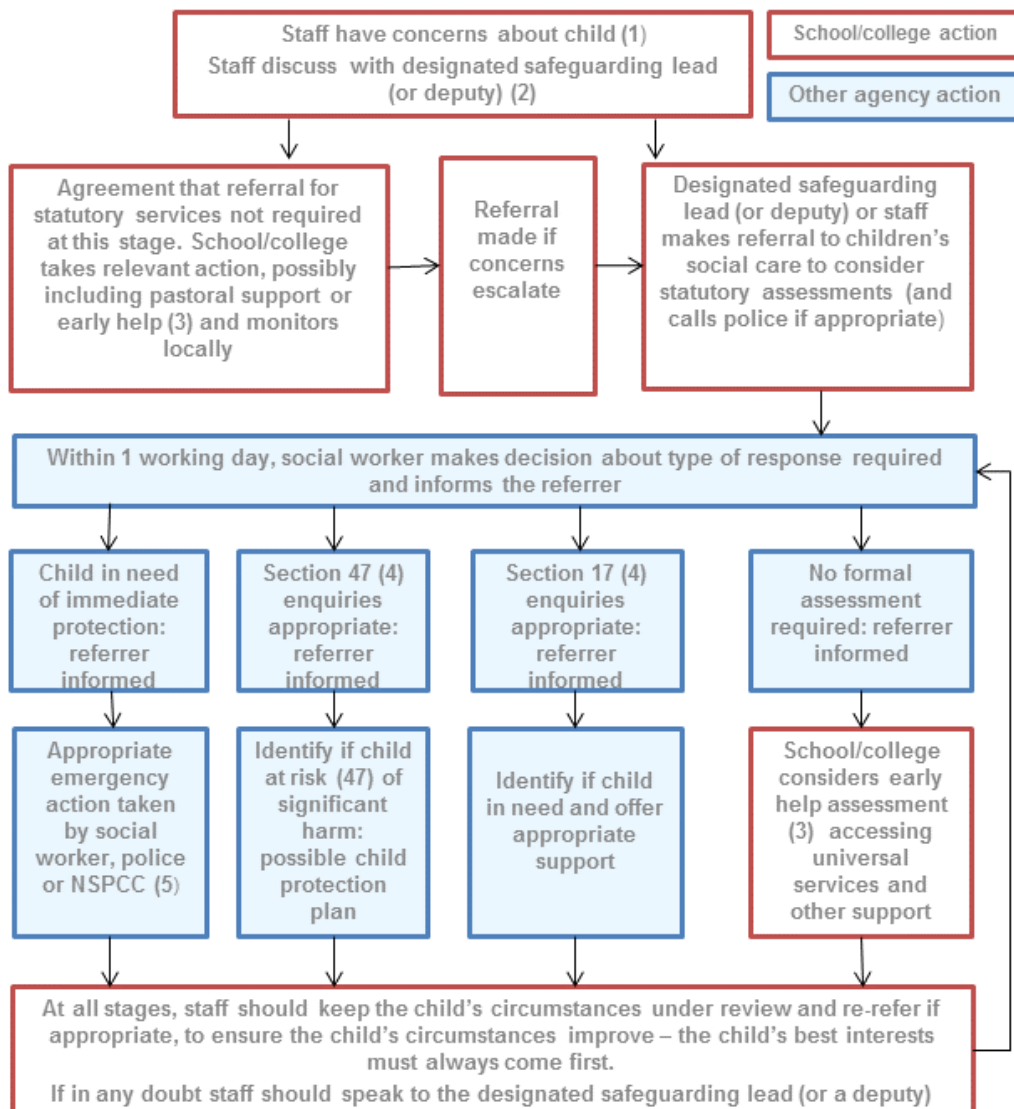 Staff have concerns about child (1)
Staff discuss with designated safeguarding lead
(or deputy) (2)
School/college action
Other agency action
Agreement that referral for
statutory services not required
at this stage. School/college
takes relevant action, possibly
including pastoral support or
early help (3) and monitors
locally
Referral
made if
concerns
escalate
Designated safeguarding
lead (or deputy) or staff
makes referral to children’s
social care to consider
statutory assessments (and
calls police if appropriate)
Within 1 working day, social worker makes decision about type of response required
and informs the referrer
Child in need
of immediate
protection:
referrer
informed
Section 47 (4)
enquiries
appropriate:
referrer
informed
Section 17 (4)
enquiries
appropriate:
referrer
informed
No formal
assessment
required: referrer
informed
Appropriate
emergency
action taken
by social
worker, police
or NSPCC (5)
Identify if child
at risk (47) of
significant
harm:
possible child
protection
plan
Identify if child
in need and offer
appropriate
support
School/college
considers early
help assessment
(3) accessing
universal
services and
other support
At all stages, staff should keep the child’s circumstances under review and re-refer if
appropriate, to ensure the child’s circumstances improve – the child’s best interests
must always come first.
If in any doubt staff should speak to the designated safeguarding lead (or a deputy)